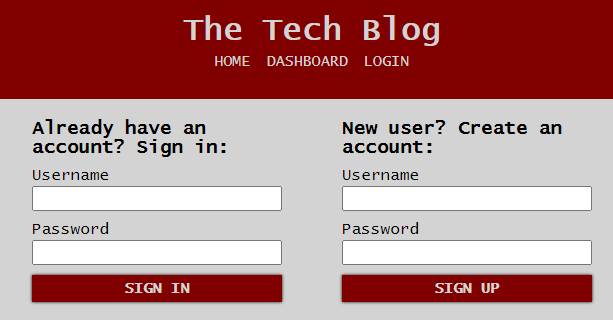 The Tech Blog
HOME DASHBOARD LOGIN
Already have an
account? Sign in:
Username
Password
SIGN IN
New user? Create an
account:
Username
Password
SIGN UP